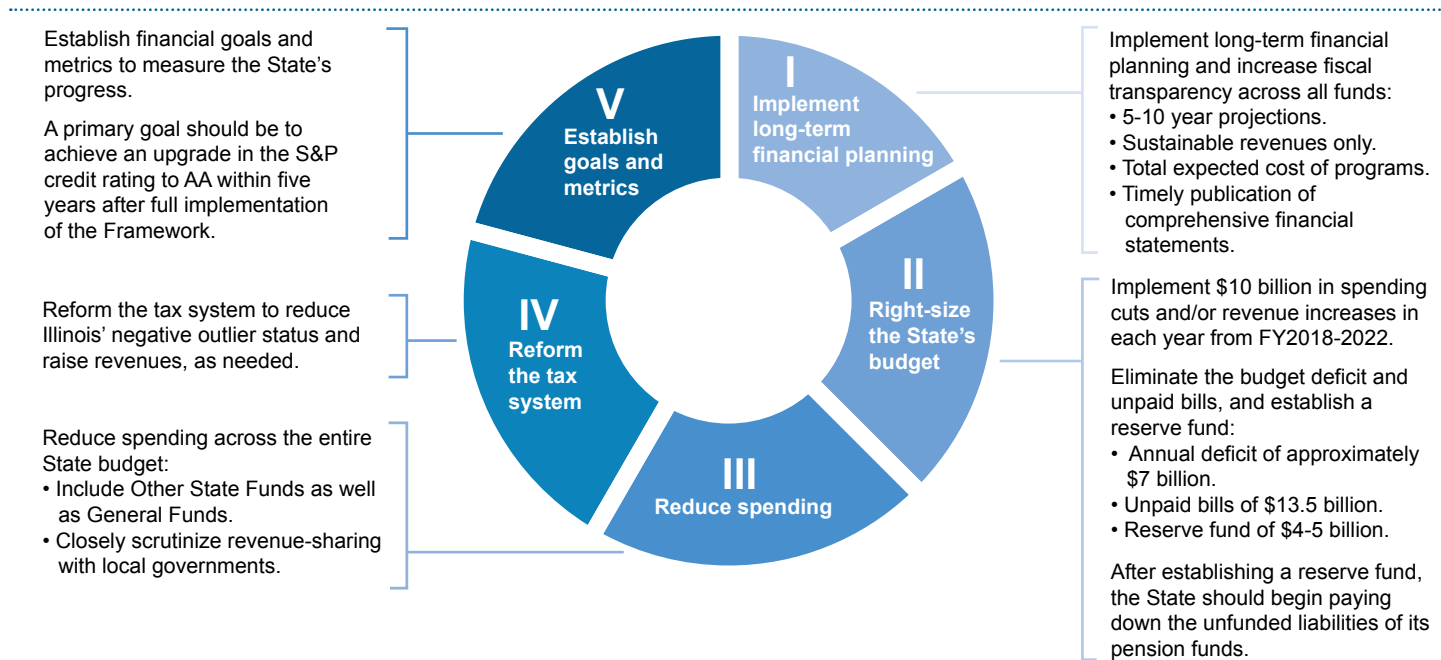 Establish financial goals and
metrics to measure the State's
progress.
A primary goal should be to
achieve an upgrade in the S&P
credit rating to AA within five
years after full implementation
of the Framework.
Reform the tax system to reduce
Illinois' negative outlier status and
raise revenues, as needed.
Reduce spending across the entire
State budget:
• Include Other State Funds as well
as General Funds.
• Closely scrutinize revenue-sharing
with local governments.
I
Implement
long-term
financial planning
II
Right-size
the State's
budget
III
Reduce spending
IV
Reform
the tax
system
V
Establish
goals and
metrics
Implement long-term financial
planning and increase fiscal
transparency across all funds:
• 5-10 year projections.
• Sustainable revenues only.
• Total expected cost of programs.
• Timely publication of
comprehensive financial
statements.
Implement $10 billion in spending
cuts and/or revenue increases in
each year from FY2018-2022.
Eliminate the budget deficit and
unpaid bills, and establish a
reserve fund:
• Annual deficit of approximately
$7 billion.
• Unpaid bills of $13.5 billion.
• Reserve fund of $4-5 billion.
After establishing a reserve fund,
the State should begin paying
down the unfunded liabilities of its
pension funds.